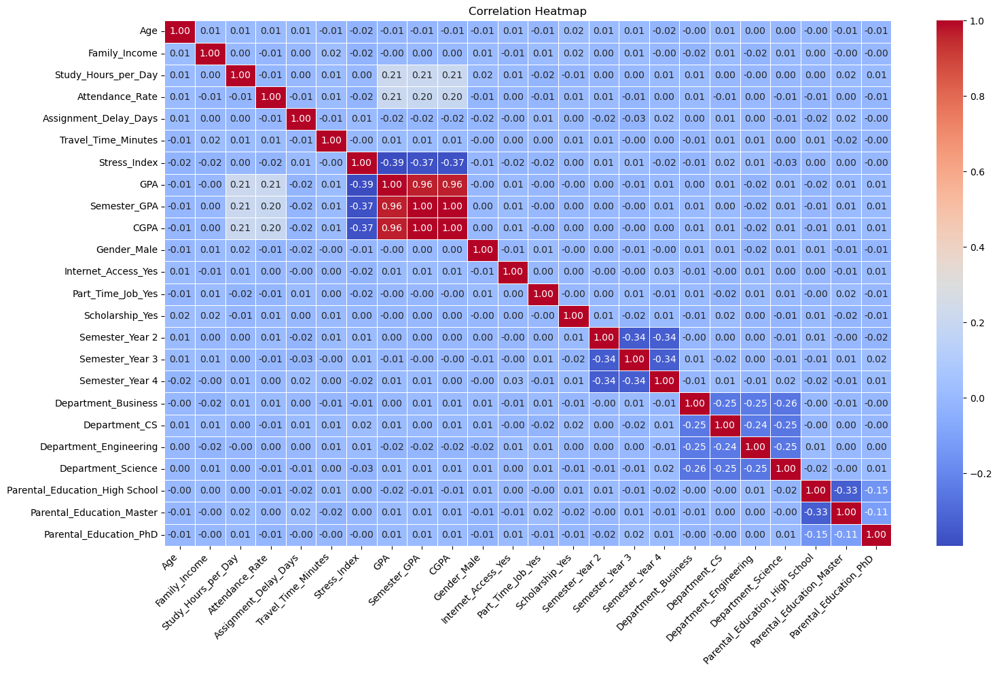 Correlation Heatmap
Age 1.00 0.01 0.01 0.01 0.01 -0.01 -0.02 -0.01 -0.01 -0.01 -0.01 0.01 -0.01 0.02 0.01 0.01 -0.02 -0.00 0.01 0.00 0.00 -0.00 -0.01 -0.01
Family_Income 0.01 1.00 0.00 -0.01 0.00 0.02 -0.02 -0.00 0.00 0.00 0.01 -0.01 0.01 0.02 0.00 0.01 -0.00 -0.02 0.01 -0.02 0.01 0.00 -0.00 -0.00
Study_Hours_per_Day 0.01 0.00 1.00 -0.01 0.00 0.01 0.00 0.21 0.21 0.21 0.02 0.01 -0.02 -0.01 0.00 0.00 0.01 0.01 0.00 -0.00 0.00 0.00 0.02 0.01
Attendance_Rate 0.01 -0.01 -0.01 1.00 -0.01 0.01 -0.02 0.21 0.20 0.20 -0.01 0.00 -0.01 0.01 0.01 -0.01 0.00 0.01 -0.01 0.00 -0.01 -0.01 0.00 -0.01
Assignment_Delay_Days 0.01 0.00 0.00 -0.01 1.00 -0.01 0.01 -0.02 -0.02 -0.02 -0.02 -0.00 0.01 0.00 -0.02 -0.03 0.02 0.00 0.01 0.00 -0.01 -0.02 0.02 -0.00
Travel_Time_Minutes -0.01 0.02 0.01 0.01 -0.01 1.00 -0.00 0.01 0.01 0.01 -0.00 0.00 0.00 0.01 0.01 -0.00 0.00 -0.01 0.01 0.01 0.00 0.01 -0.02 -0.00
Stress_Index -0.02 -0.02 0.00 -0.02 0.01 -0.00 1.00 -0.39 -0.37 -0.37 -0.01 -0.02 -0.02 0.00 0.01 0.01 -0.02 -0.01 0.02 0.01 -0.03 0.00 0.00 -0.00
GPA -0.01 -0.00 0.21 0.21 -0.02 0.01 -0.39 1.00 0.96 0.96 -0.00 0.01 -0.00 -0.00 0.00 -0.01 0.01 0.00 0.01 -0.02 0.01 -0.02 0.01 0.01
Semester_GPA -0.01 0.00 0.21 0.20 -0.02 0.01 -0.37 0.96 1.00 1.00 0.00 0.01 -0.00 0.00 0.00 -0.00 0.01 0.01 0.00 -0.02 0.01 -0.01 0.01 0.01
CGPA -0.01 0.00 0.21 0.20 -0.02 0.01 -0.37 0.96 1.00 1.00 0.00 0.01 -0.00 0.00 0.00 -0.00 0.00 0.01 0.01 -0.02 0.01 -0.01 0.01 0.01
Gender_Male -0.01 0.01 0.02 -0.01 -0.02 -0.00 -0.01 -0.00 0.00 0.00 1.00 -0.01 0.01 -0.00 0.00 -0.01 -0.00 0.01 0.01 -0.02 0.01 0.01 -0.01 -0.01
Internet_Access_Yes 0.01 -0.01 0.01 0.00 -0.00 0.00 -0.02 0.01 0.01 0.01 -0.01 1.00 0.00 0.00 -0.00 -0.00 0.03 -0.01 -0.00 0.01 0.00 0.00 -0.01 0.01
Part_Time_Job_Yes -0.01 0.01 -0.02 -0.01 0.01 0.00 -0.02 -0.00 -0.00 -0.00 0.01 0.00 1.00 -0.00 0.00 0.01 -0.01 0.01 -0.02 0.01 0.01 -0.00 0.02 -0.01
Scholarship_Yes 0.02 0.02 -0.01 0.01 0.00 0.01 0.00 -0.00 0.00 0.00 -0.00 0.00 -0.00 1.00 0.01 -0.02 0.01 -0.01 0.02 0.00 -0.01 0.01 -0.02 -0.01
Semester_Year 2 0.01 0.00 0.00 0.01 -0.02 0.01 0.01 0.00 0.00 0.00 0.00 -0.00 0.00 0.01 1.00 -0.34 -0.34 -0.00 0.00 0.00 -0.01 0.01 -0.00 -0.02
Semester_Year 3 0.01 0.01 0.00 -0.01 -0.03 -0.00 0.01 -0.01 -0.00 -0.00 -0.01 -0.00 0.01 -0.02 -0.34 1.00 -0.34 0.01 -0.02 0.00 -0.01 -0.01 0.01 0.02
Semester_Year 4 -0.02 -0.00 0.01 0.00 0.02 0.00 -0.02 0.01 0.01 0.00 -0.00 0.03 -0.01 0.01 -0.34 -0.34 1.00 -0.01 0.01 -0.01 0.02 -0.02 -0.01 0.01
Department_Business -0.00 -0.02 0.01 0.01 0.00 -0.01 -0.01 0.00 0.01 0.01 0.01 -0.01 0.01 -0.01 -0.00 0.01 -0.01 1.00 -0.25 -0.25 -0.26 -0.00 -0.01 -0.00
Department_CS 0.01 0.01 0.00 -0.01 0.01 0.01 0.02 0.01 0.00 0.01 0.01 -0.00 -0.02 0.02 0.00 -0.02 0.01 -0.25 1.00 -0.24 -0.25 -0.00 0.00 -0.00
Department_Engineering 0.00 -0.02 -0.00 0.00 0.00 0.01 0.01 -0.02 -0.02 -0.02 -0.02 0.01 0.01 0.00 0.00 0.00 -0.01 -0.25 -0.24 1.00 -0.25 0.01 0.00 0.00
Department_Science 0.00 0.01 0.00 -0.01 -0.01 0.00 -0.03 0.01 0.01 0.01 0.01 0.00 0.01 -0.01 -0.01 -0.01 0.02 -0.26 -0.25 -0.25 1.00 -0.02 -0.00 0.01
Parental_Education_High School -0.00 0.00 0.00 -0.01 -0.02 0.01 0.00 -0.02 -0.01 -0.01 0.01 0.00 -0.00 0.01 0.01 -0.01 -0.02 -0.00 -0.00 0.01 -0.02 1.00 -0.33 -0.15
Parental_Education_Master -0.01 -0.00 0.02 0.00 0.02 -0.02 0.00 0.01 0.01 0.01 -0.01 -0.01 0.02 -0.02 -0.00 0.01 -0.01 -0.01 0.00 0.00 -0.00 -0.33 1.00 -0.11
Parental_Education_PhD -0.01 -0.00 0.01 -0.01 -0.00 -0.00 -0.00 0.01 0.01 0.01 -0.01 0.01 -0.01 -0.01 -0.02 0.02 0.01 -0.00 -0.00 0.00 0.01 -0.15 -0.11 1.00
Age
Family_Income
Study_Hours_per_Day
Attendance_Rate
Assignment_Delay_Days
Travel_Time_Minutes
Stress_Index
GPA
Semester_GPA
CGPA
Gender_Male
Internet_Access_Yes
Part_Time_Job_Yes
Scholarship_Yes
Semester_Year 2
Semester_Year 3
Semester_Year 4
Department_Business
Department_CS
Department_Engineering
Department_Science
Parental_Education_High School
Parental_Education_Master
Parental_Education_PhD
1.0
0.8
0.6
0.4
0.2
0.0
−0.2